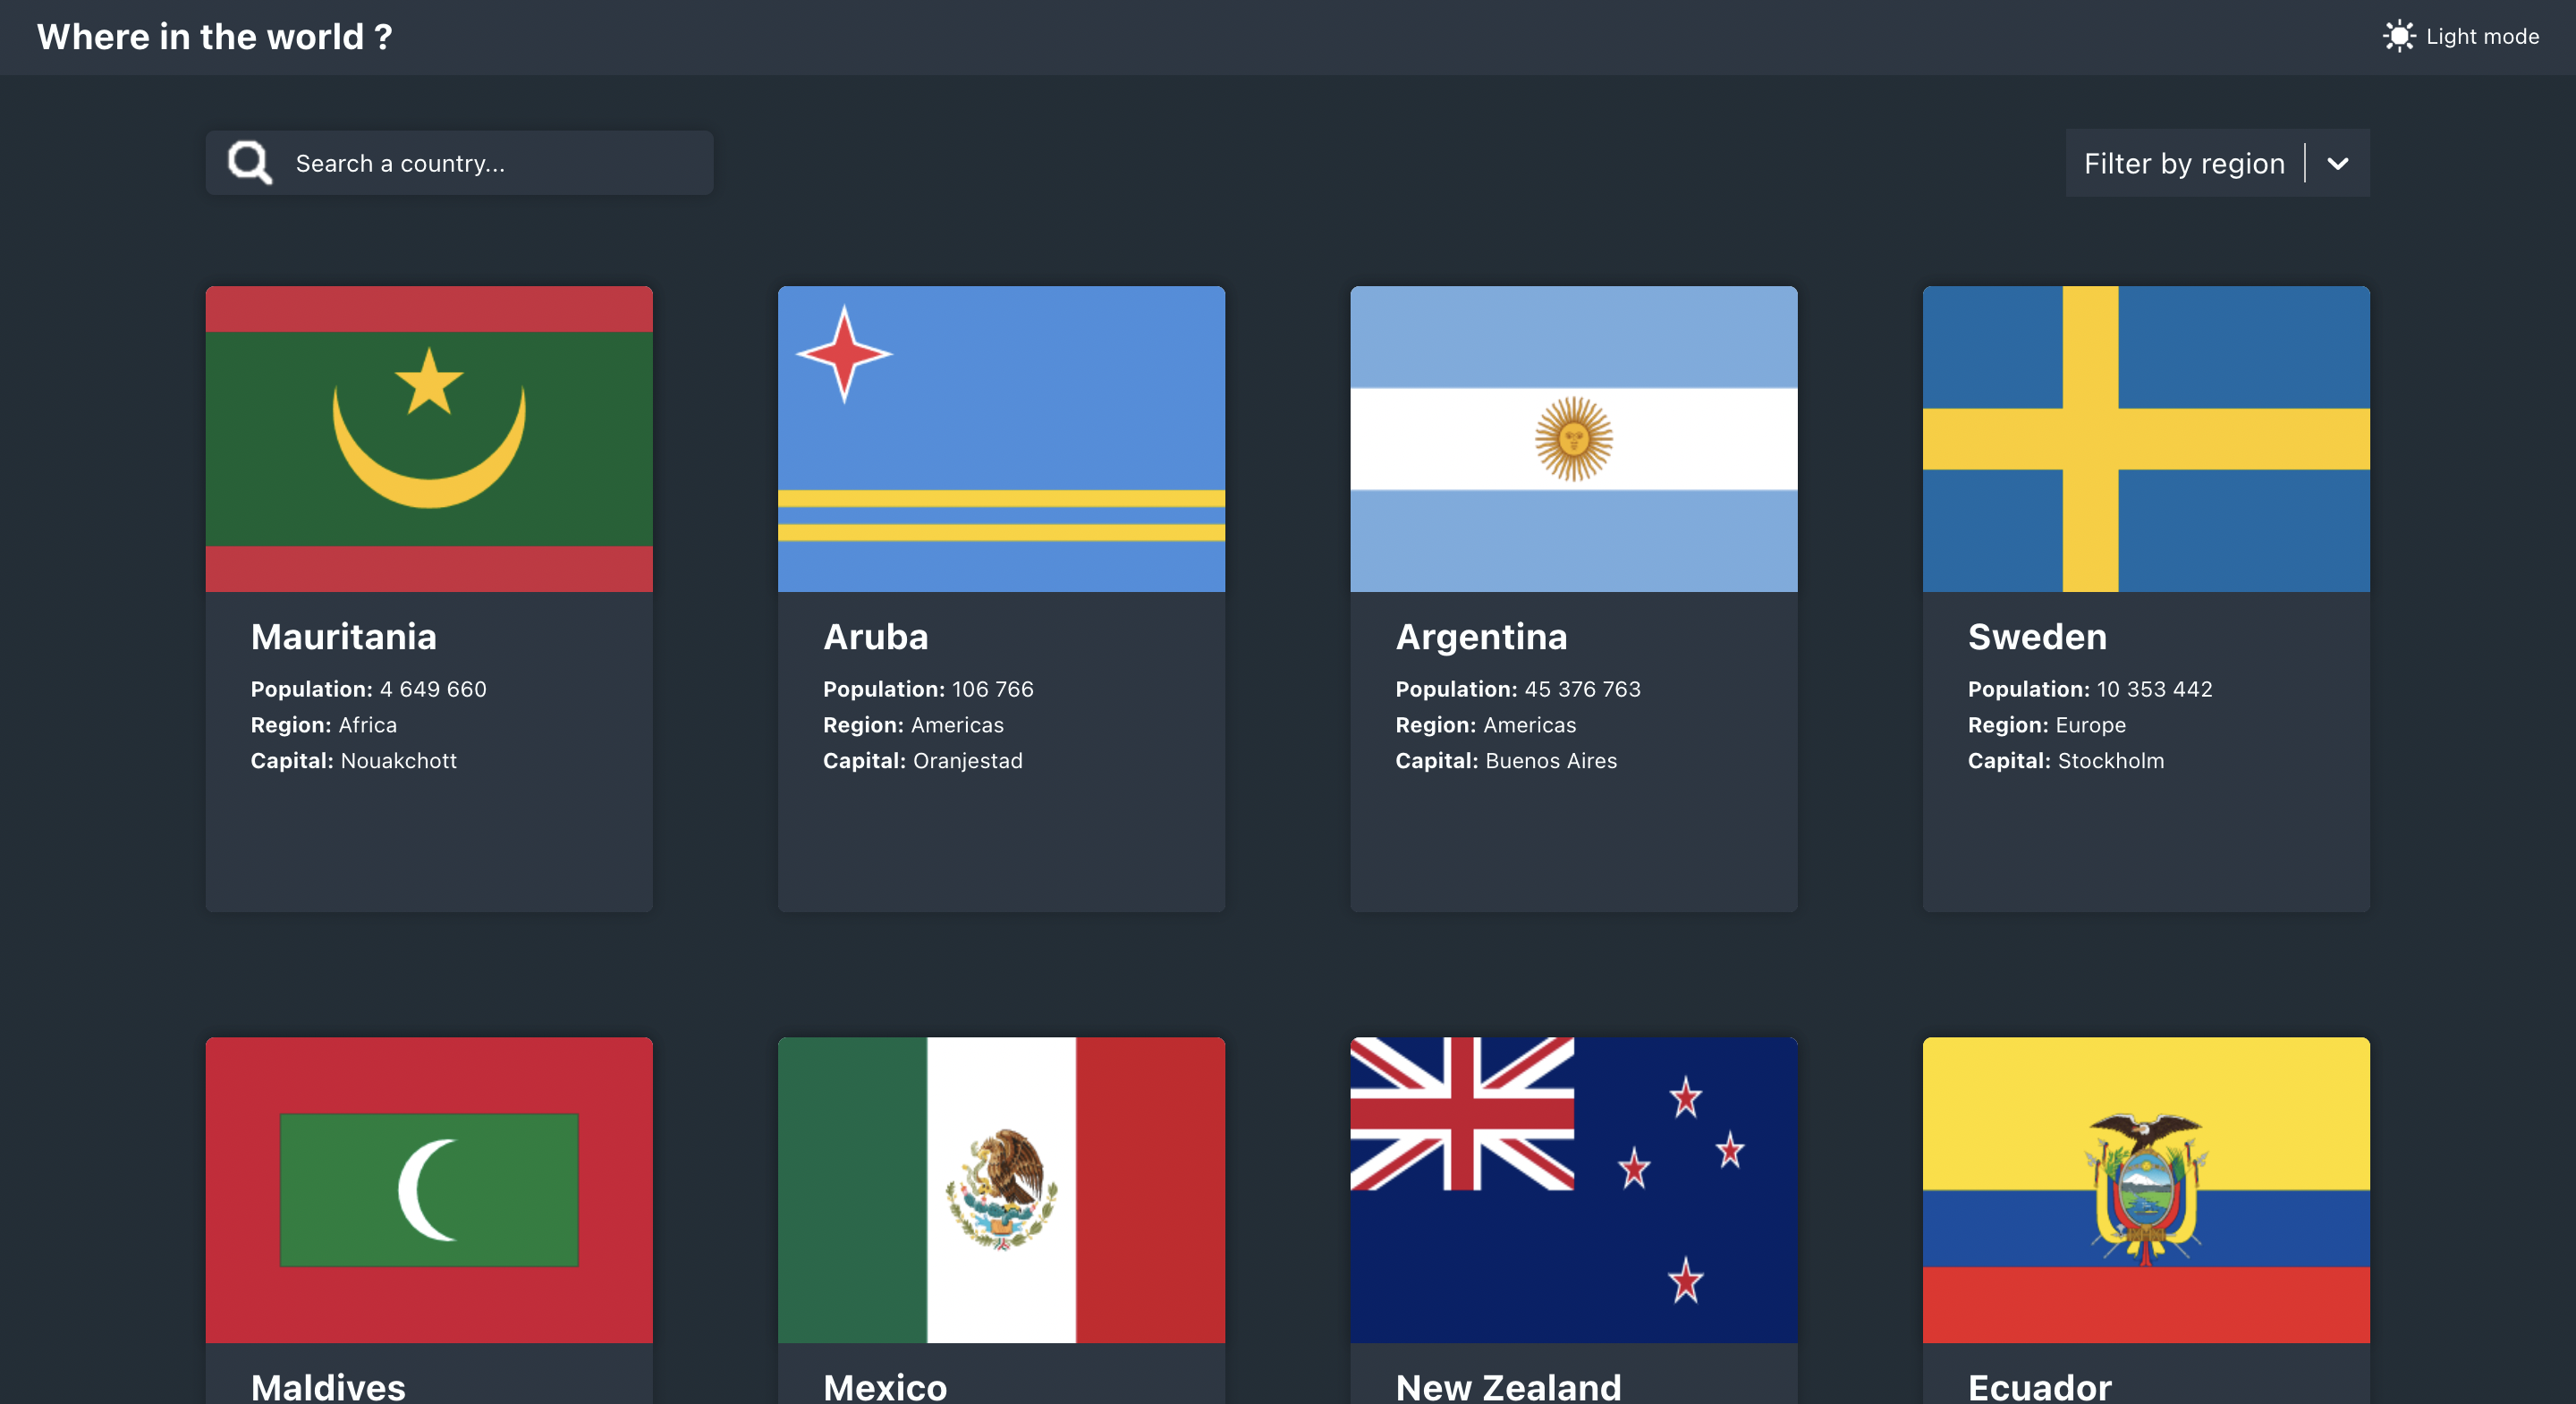 Where in the world ?
Light mode
Search a country...
Filter by region
Mauritania
Population: 4 649 660
Region: Africa
Capital: Nouakchott
Aruba
Population: 106 766
Region: Americas
Capital: Oranjestad
Argentina
Population: 45 376 763
Region: Americas
Capital: Buenos Aires
Sweden
Population: 10 353 442
Region: Europe
Capital: Stockholm
Maldives
Mexico
New Zealand
Ecuador